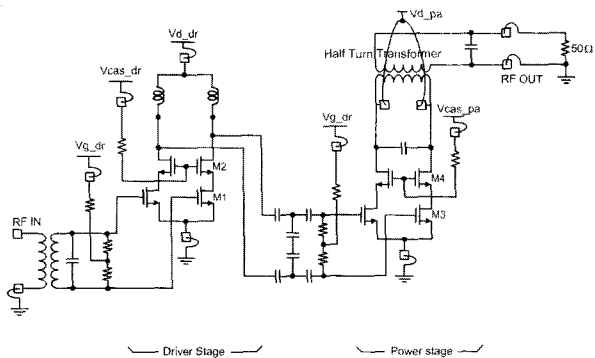 Vd_pa
Vd_dr
Half Turn Transformer
50Ω
Vcas_dr
RF OUT
Vg_dr
Vcas_pa
Vg_dr
M2
M4
M1
M3
RF IN
Driver Stage
Power stage